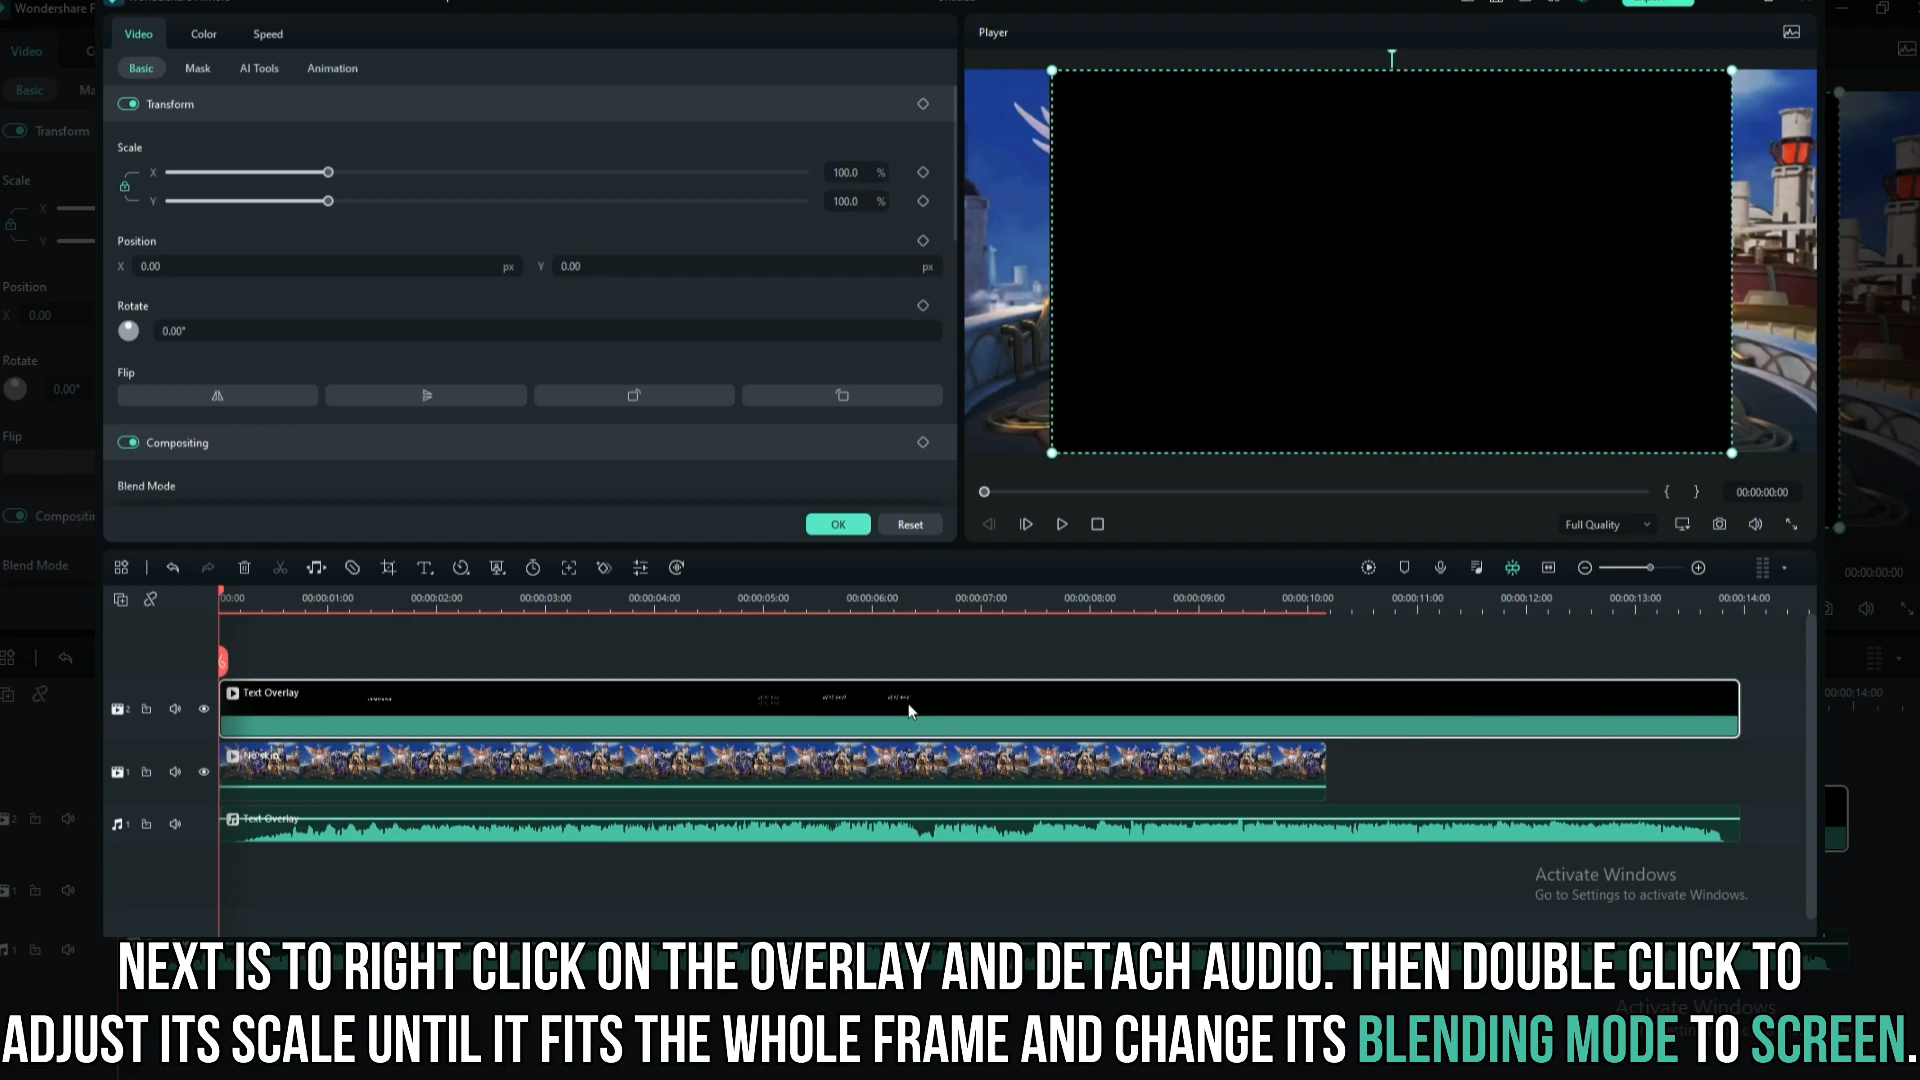 Wondershare F
Video
Color
Speed
Player
Basic
Mask
AI Tools
Animation
Transform
Scale
X
100.0
%
Y
100.0
%
Position
X
0.00
px
Y
0.00
px
Rotate
0.00°
Flip
Compositing
Blend Mode
OK
Reset
{ }
00:00:00:00
Full Quality
:00:00
00:00:01:00
00:00:02:00
00:00:03:00
00:00:04:00
00:00:05:00
00:00:06:00
00:00:07:00
00:00:08:00
00:00:09:00
00:00:10:00
00:00:11:00
00:00:12:00
00:00:13:00
00:00:14:00
Text Overlay
2
1
Text Overlay
1
Activate Windows
Go to Settings to activate Windows.
Video
Basic
Transform
Scale
X
Y
Position
X 0.00
Rotate
0.00°
Flip
Blend Mode
00:00:00:00
00:00:14:00
NEXT IS TO RIGHT CLICK ON THE OVERLAY AND DETACH AUDIO. THEN DOUBLE CLICK TO
ADJUST ITS SCALE UNTIL IT FITS THE WHOLE FRAME AND CHANGE ITS BLENDING MODE TO SCREEN.
Activate Windows